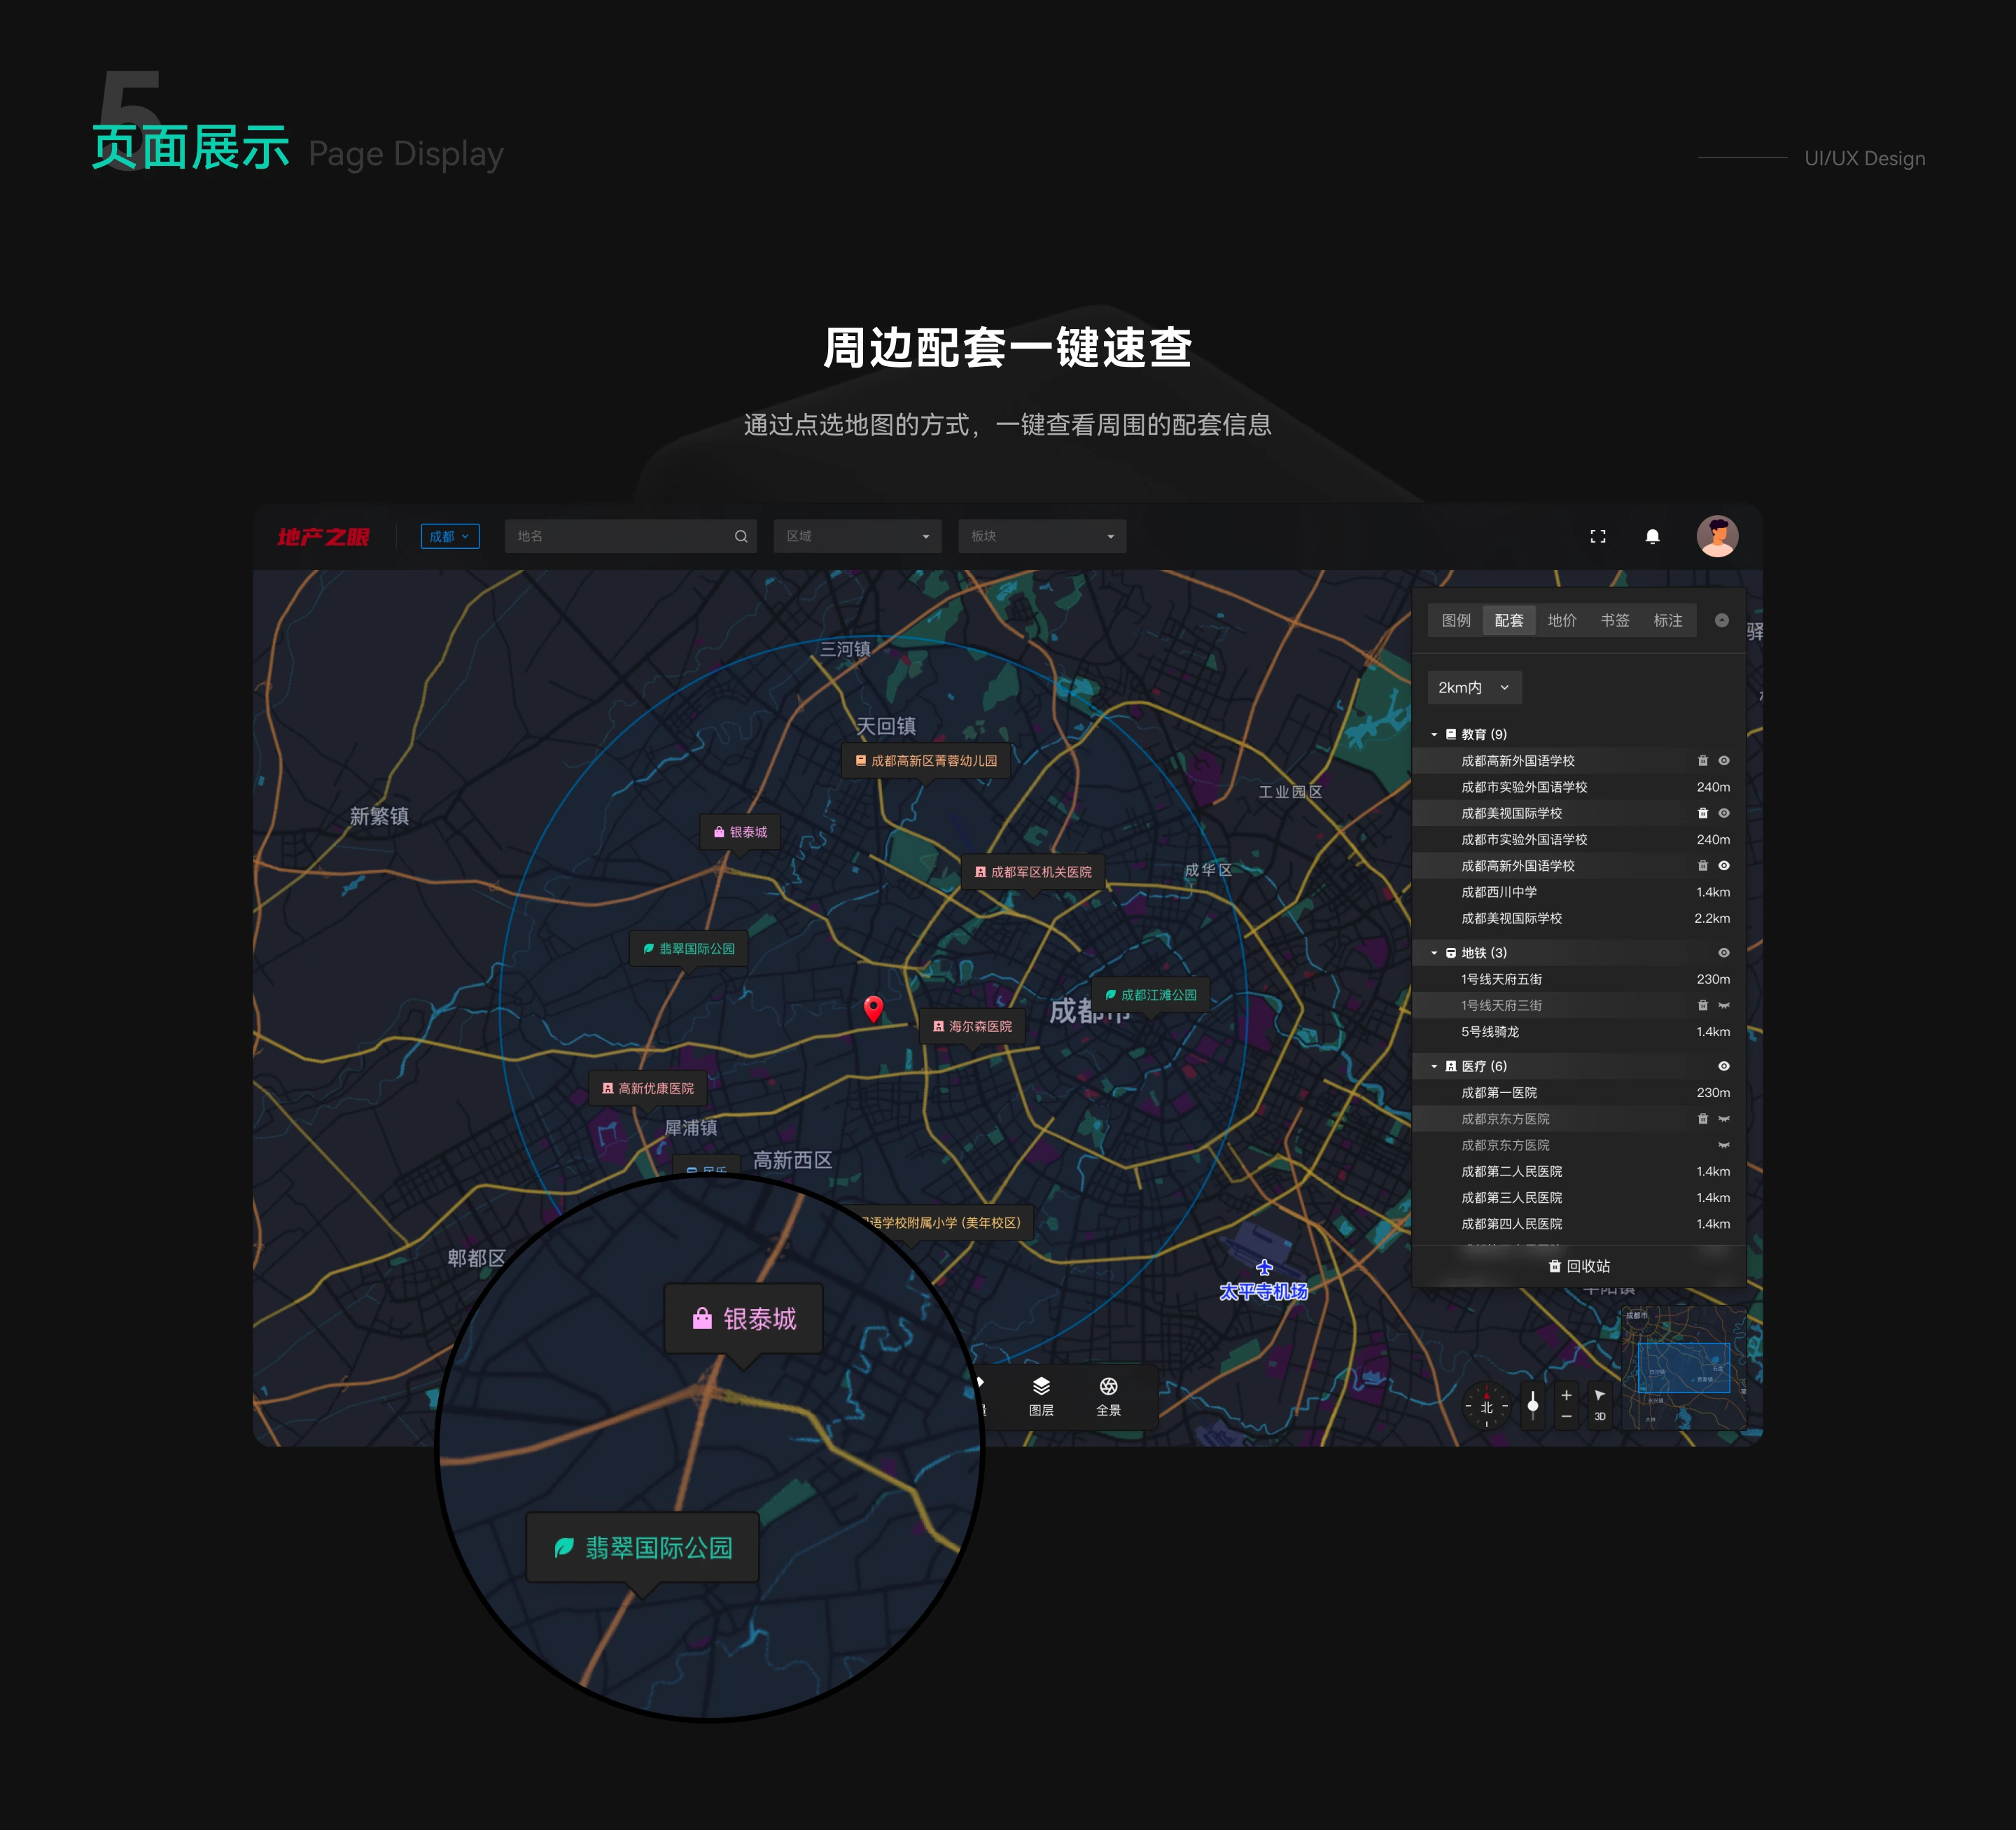 5
页面展示 Page Display
UI/UX Design
周边配套一键速查
通过点选地图的方式，一键查看周围的配套信息
地产之眼
成都
地名
区域
板块
图例 配套 地价 书签 标注
2km内
教育 (9)
成都高新外国语学校
成都市实验外国语学校 240m
成都美视国际学校
成都市实验外国语学校 240m
成都高新外国语学校
成都西川中学 1.4km
成都美视国际学校 2.2km
地铁 (3)
1号线天府五街 230m
1号线天府三街
5号线骑龙 1.4km
医疗 (6)
成都第一医院 230m
成都京东方医院
成都京东方医院
成都第二人民医院 1.4km
成都第三人民医院 1.4km
成都第四人民医院 1.4km
回收站
三河镇
天回镇
成都高新区菁蓉幼儿园
工业园区
新繁镇
银泰城
成都军区机关医院
成华区
翡翠国际公园
成都江滩公园
成都市
海尔森医院
高新优康医院
犀浦镇
高新西区
语学校附属小学 (美年校区)
郫都区
太平寺机场
银泰城
翡翠国际公园
图层
全景
北
3D
成都市